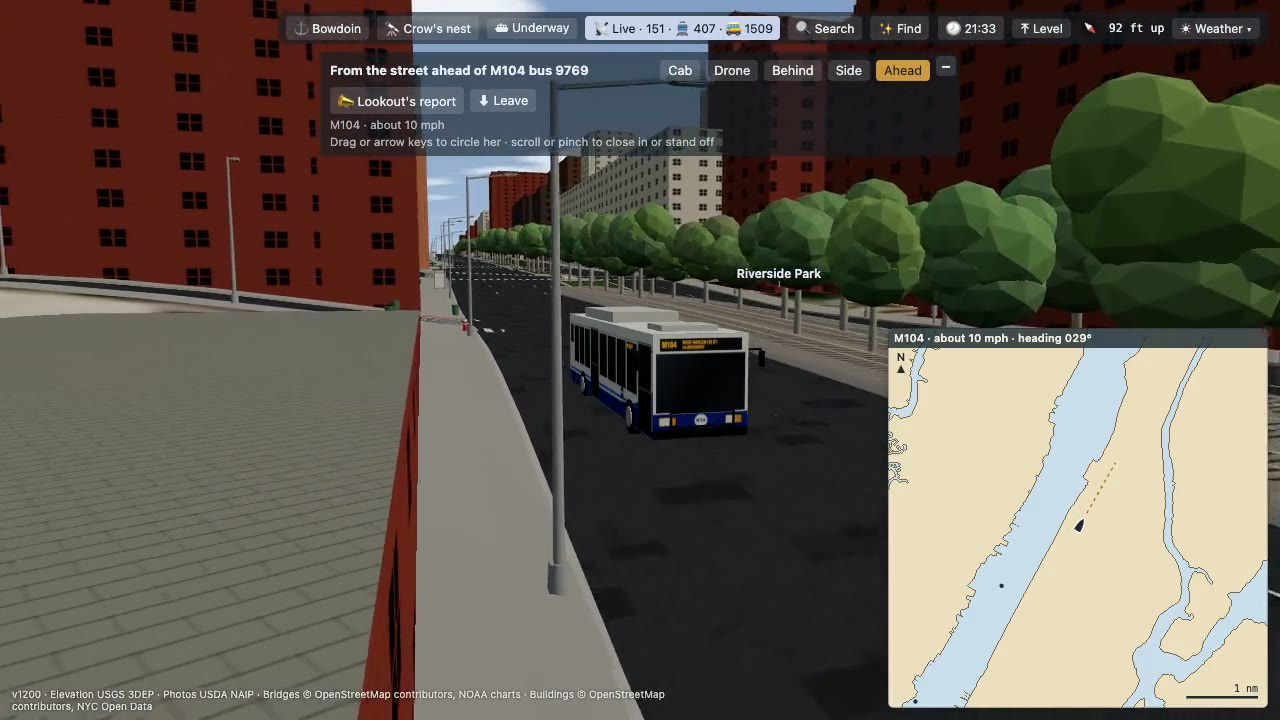 ⚓ Bowdoin
Crow's nest
Underway
Live · 151 · 407 · 1509
Search
Find
21:33
Level
92 ft up
Weather ▾
From the street ahead of M104 bus 9769
Cab
Drone
Behind
Side
Ahead
−
Lookout's report
⬇ Leave
M104 · about 10 mph
Drag or arrow keys to circle her · scroll or pinch to close in or stand off
Riverside Park
M104
M104 · about 10 mph · heading 029°
N
1 nm
v1200 · Elevation USGS 3DEP · Photos USDA NAIP · Bridges © OpenStreetMap contributors, NOAA charts · Buildings © OpenStreetMap
contributors, NYC Open Data